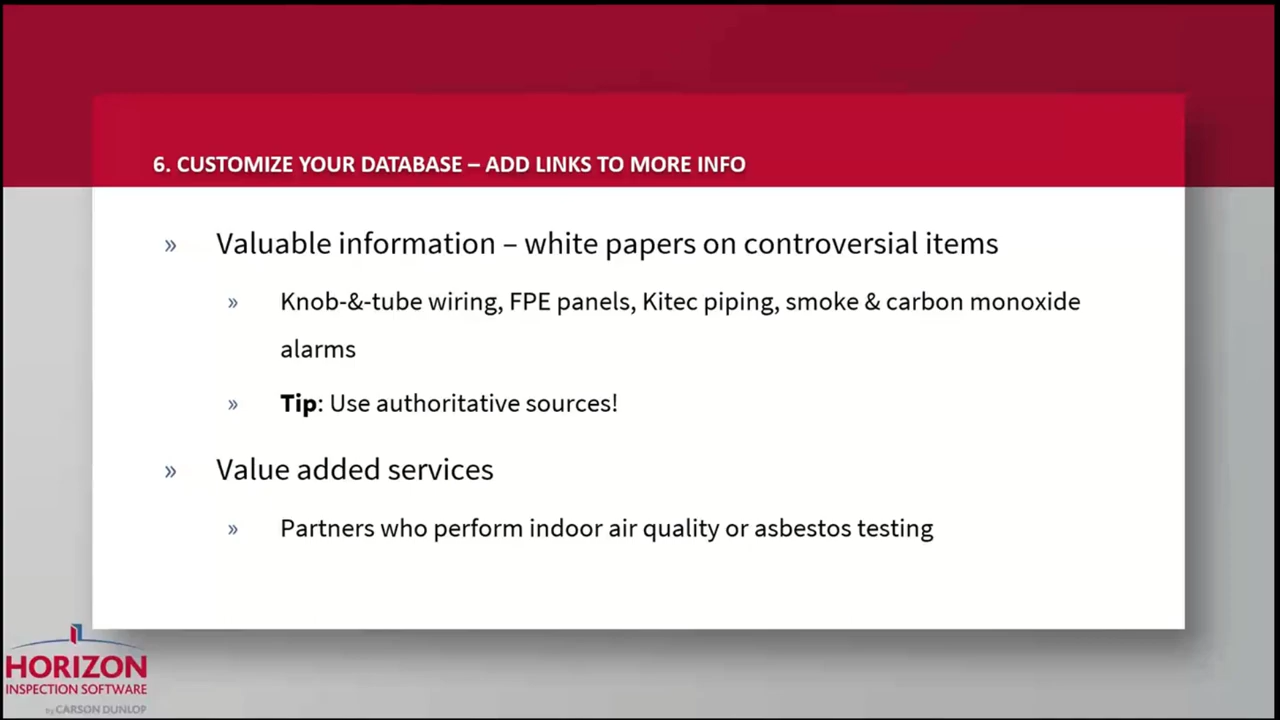 6. CUSTOMIZE YOUR DATABASE – ADD LINKS TO MORE INFO
» Valuable information – white papers on controversial items
» Knob-&-tube wiring, FPE panels, Kitec piping, smoke & carbon monoxide
alarms
» Tip: Use authoritative sources!
» Value added services
» Partners who perform indoor air quality or asbestos testing
HORIZON
INSPECTION SOFTWARE
by CARSON DUNLOP